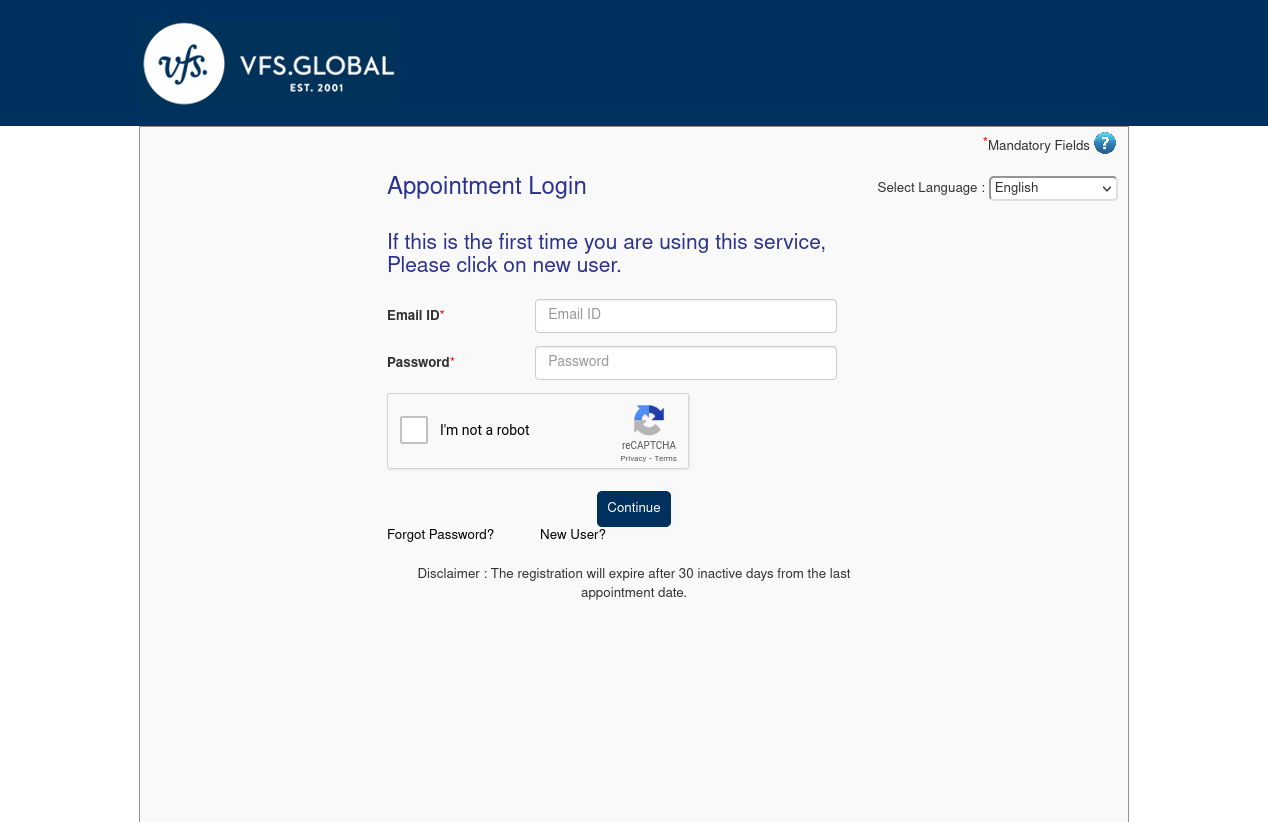 vfs.
VFS.GLOBAL
EST. 2001
*Mandatory Fields ?
Appointment Login
Select Language : English
If this is the first time you are using this service,
Please click on new user.
Email ID* Email ID
Password* Password
I'm not a robot
reCAPTCHA
Privacy - Terms
Continue
Forgot Password? New User?
Disclaimer : The registration will expire after 30 inactive days from the last
appointment date.